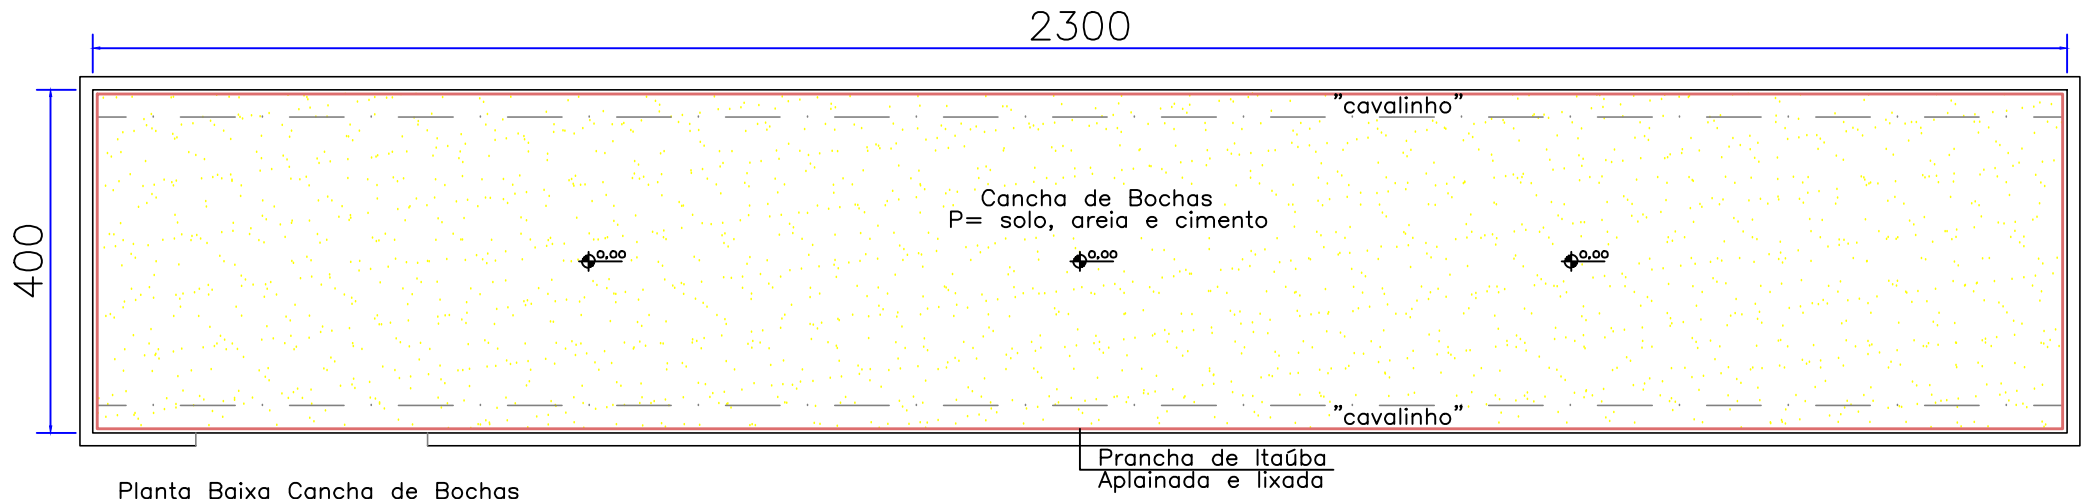 2300
"cavalinho"
Cancha de Bochas
P= solo, areia e cimento
400
0,00
0,00
0,00
"cavalinho"
Prancha de Itaúba
Aplainada e lixada
Planta Baixa Cancha de Bochas